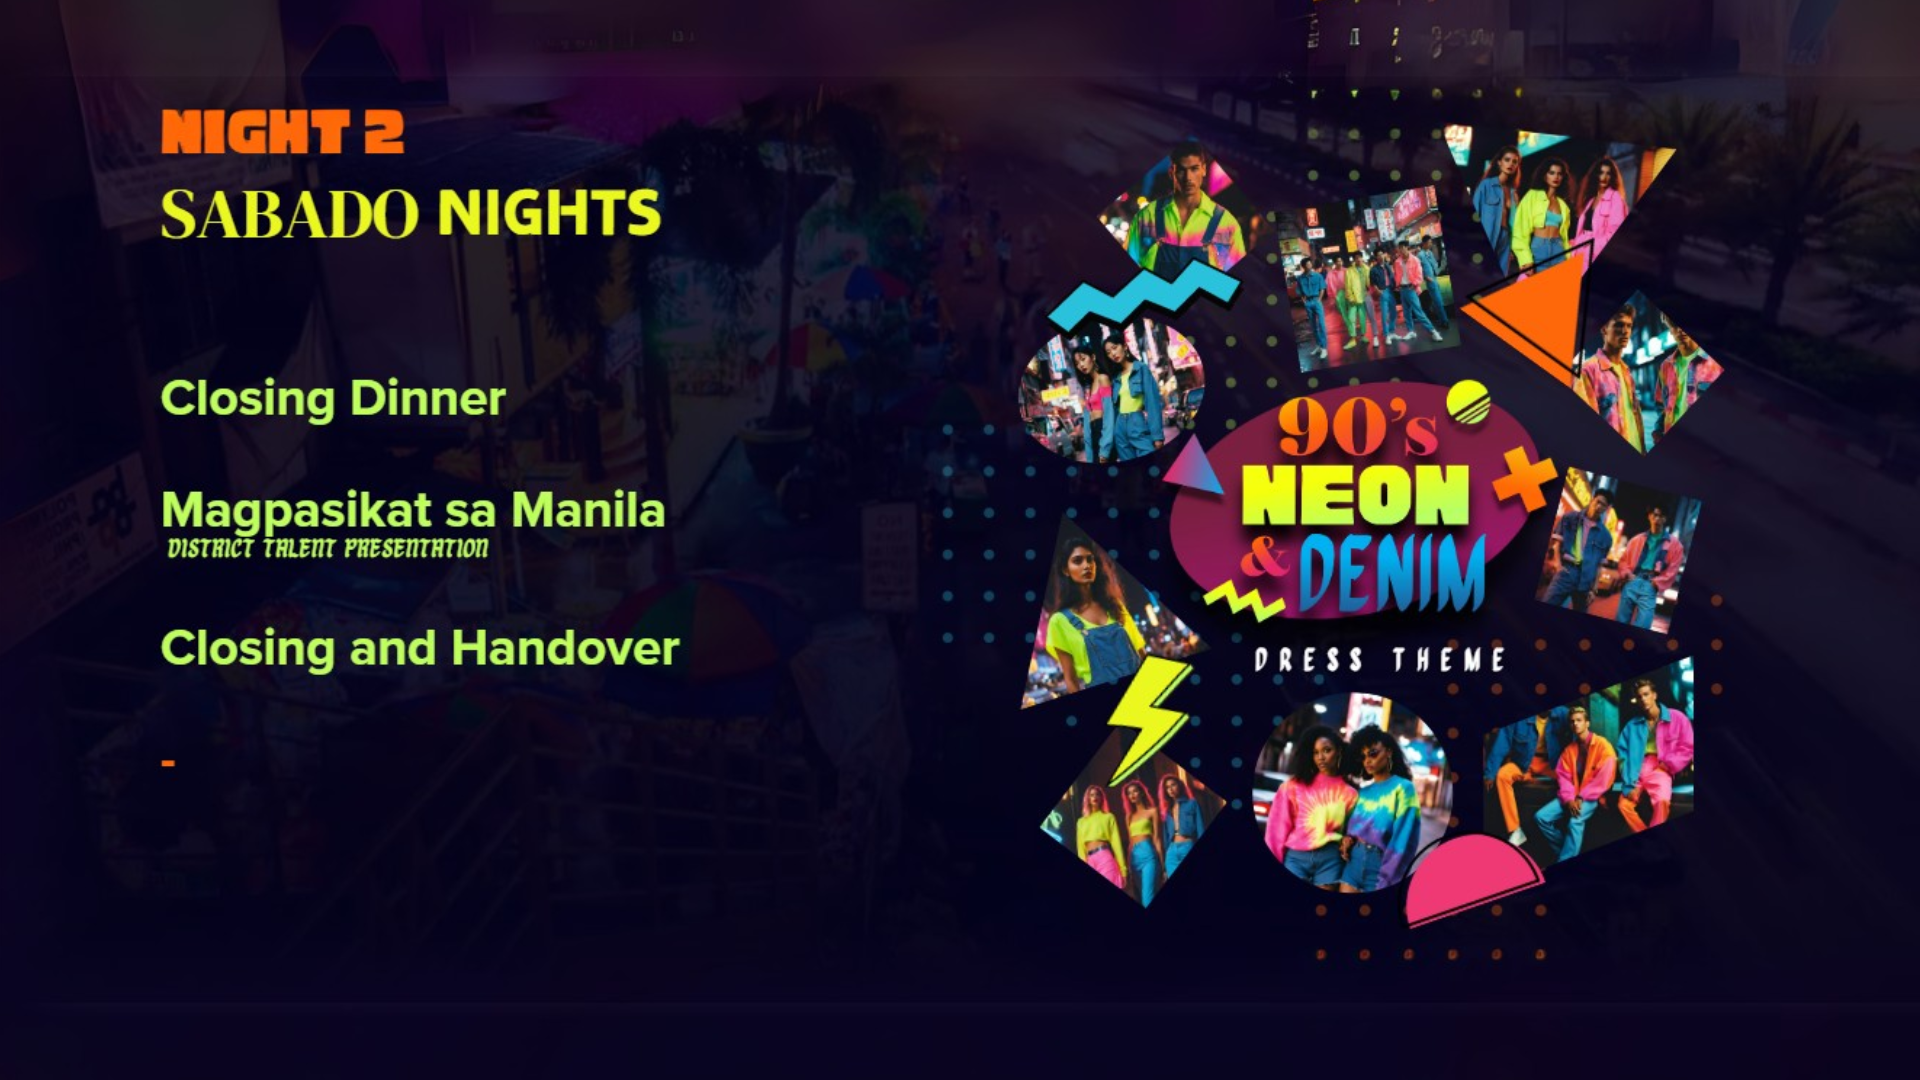 NIGHT 2
SABADO NIGHTS
Closing Dinner
Magpasikat sa Manila
DISTRICT TALENT PRESENTATION
Closing and Handover
-
90's
NEON
& DENIM
DRESS THEME